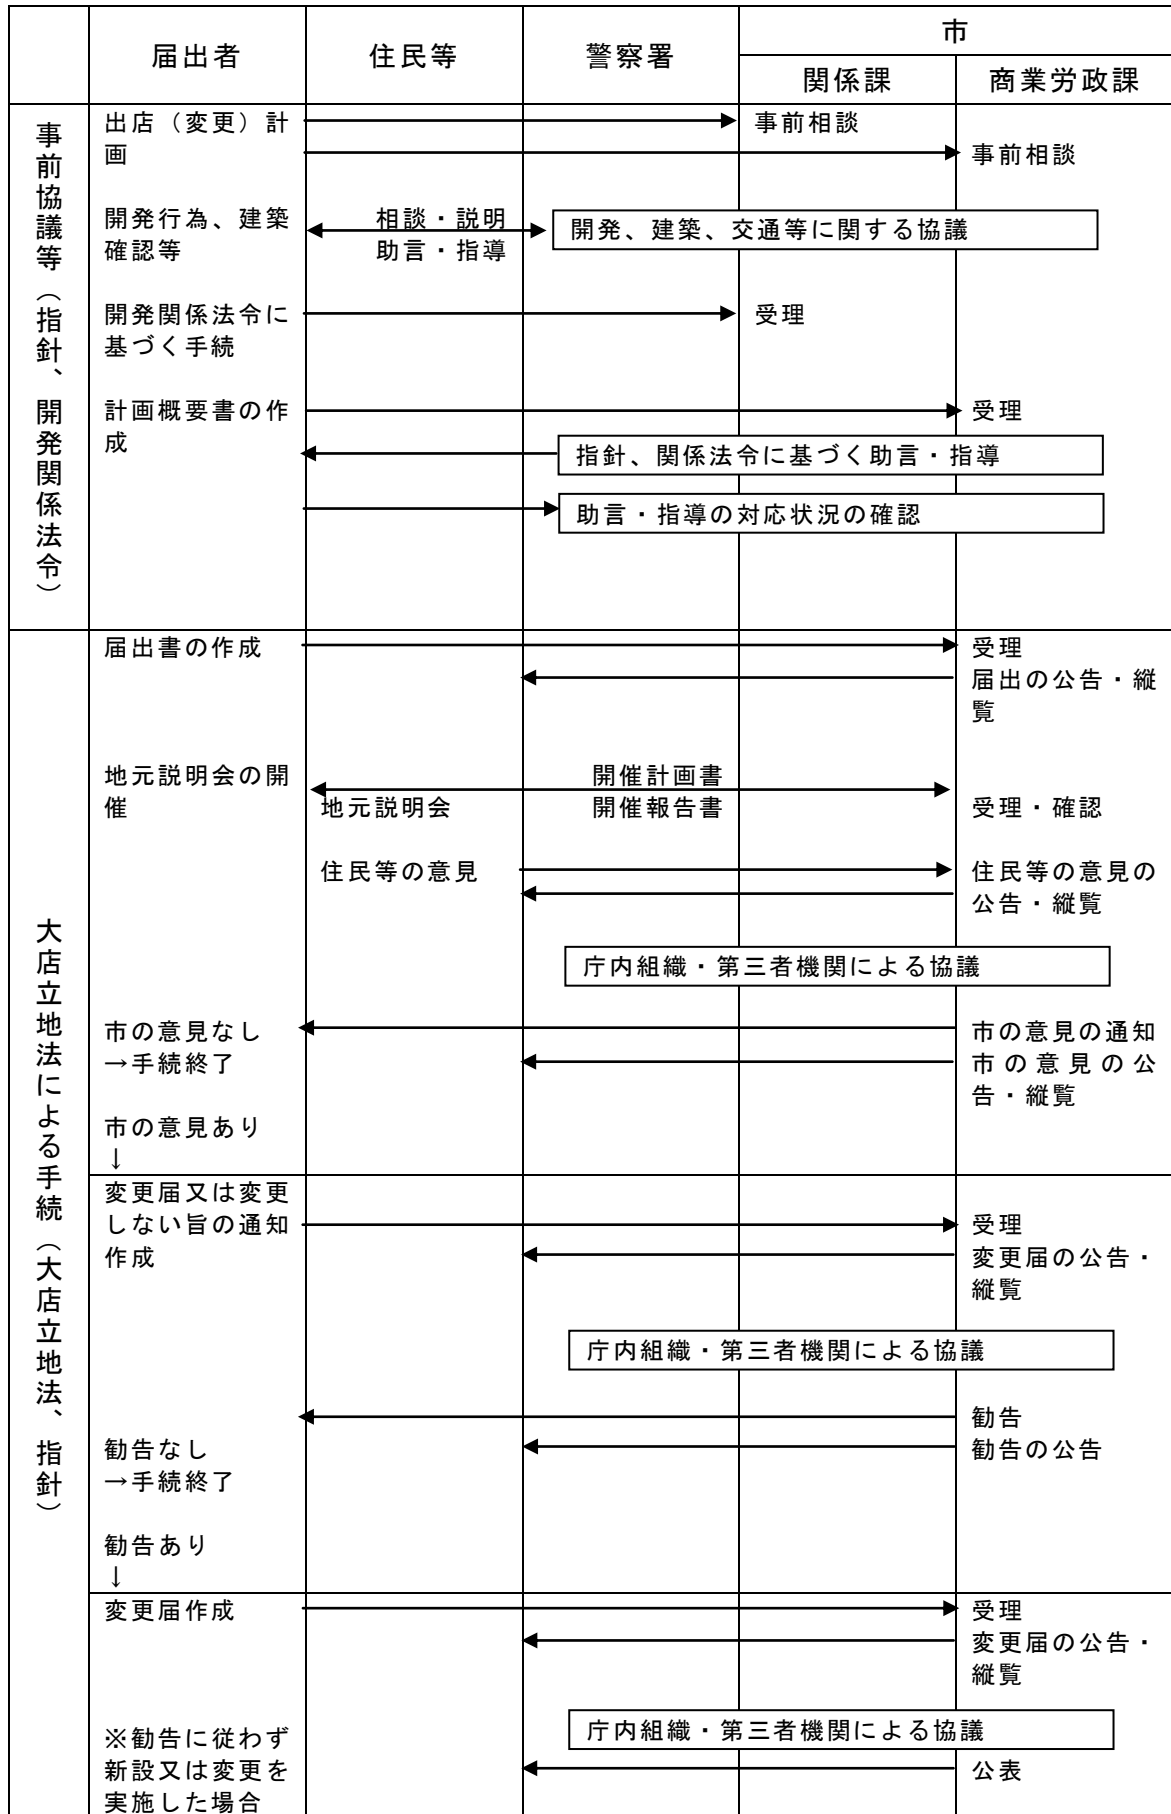 届出者
住民等
警察署
市
関係課
商業労政課
事前協議等（指針、開発関係法令）
出店（変更）計
画
事前相談
事前相談
開発行為、建築
確認等
相談・説明
助言・指導
開発、建築、交通等に関する協議
開発関係法令に
基づく手続
受理
計画概要書の作
成
受理
指針、関係法令に基づく助言・指導
助言・指導の対応状況の確認
大店立地法による手続（大店立地法、指針）
届出書の作成
受理
届出の公告・縦
覧
地元説明会の開
催
地元説明会
開催計画書
開催報告書
受理・確認
住民等の意見
住民等の意見の
公告・縦覧
庁内組織・第三者機関による協議
市の意見なし
→手続終了
市の意見の通知
市の意見の公
告・縦覧
市の意見あり
↓
変更届又は変更
しない旨の通知
作成
受理
変更届の公告・
縦覧
庁内組織・第三者機関による協議
勧告
勧告の公告
勧告なし
→手続終了
勧告あり
↓
変更届作成
受理
変更届の公告・
縦覧
庁内組織・第三者機関による協議
※勧告に従わず
新設又は変更を
実施した場合
公表